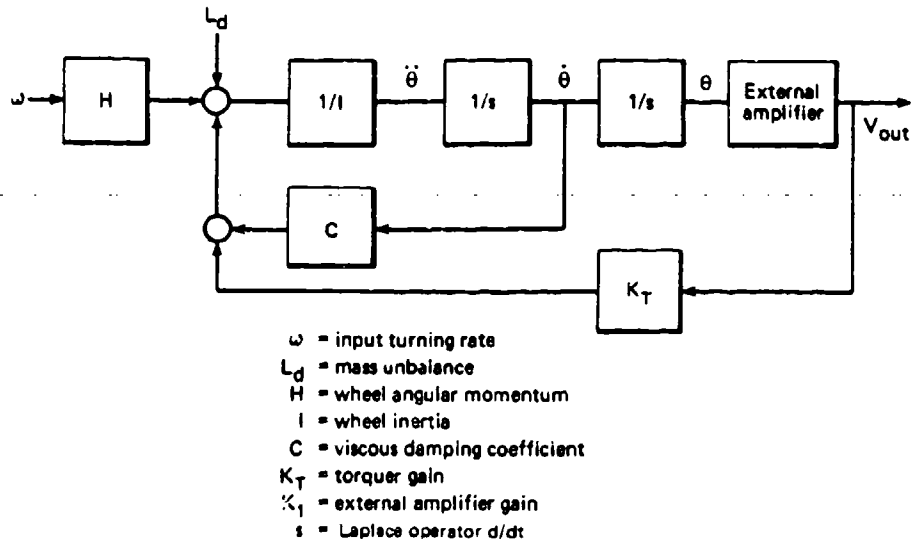 L_d
ω
H
1/I
θ̈
1/s
θ̇
1/s
θ
External
amplifier
V_out
C
K_T
ω = input turning rate
L_d = mass unbalance
H = wheel angular momentum
I = wheel inertia
C = viscous damping coefficient
K_T = torquer gain
K_1 = external amplifier gain
s = Laplace operator d/dt